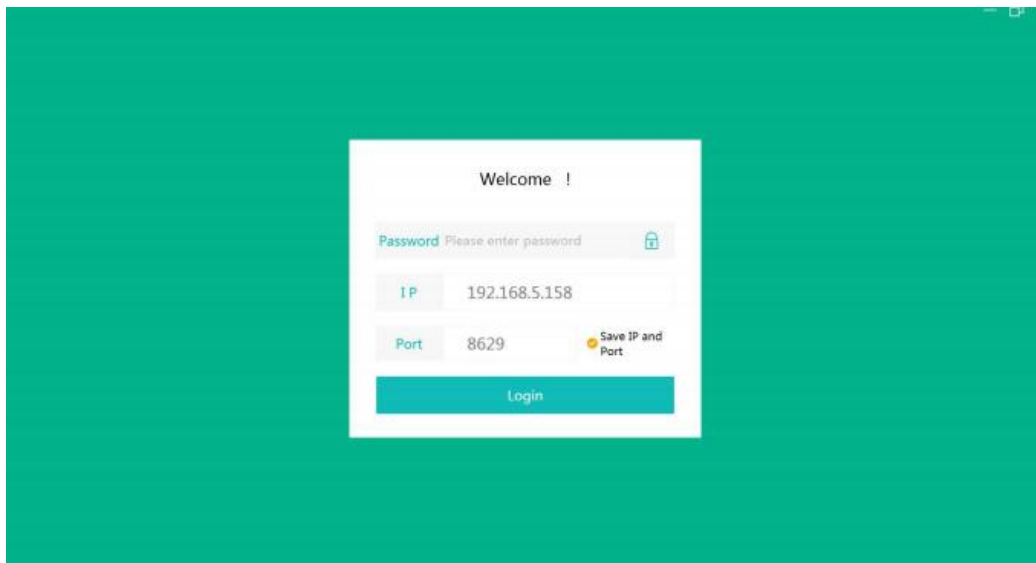 Welcome !
Password Please enter password
IP 192.168.5.158
Port 8629 Save IP and
Port
Login